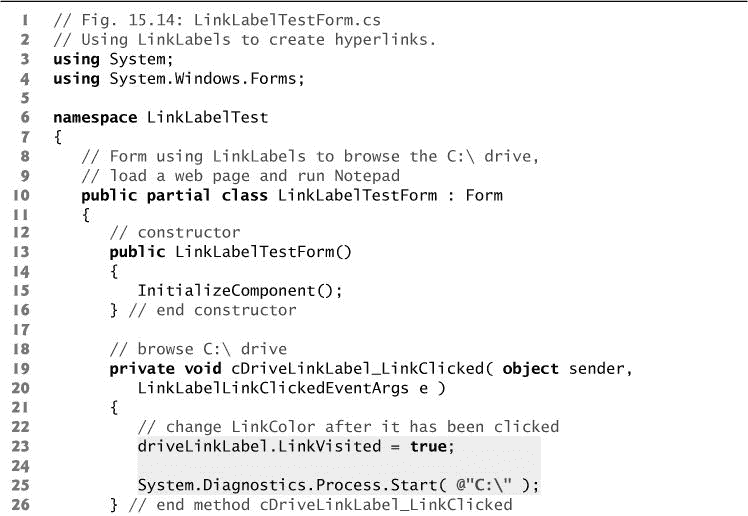 1 // Fig. 15.14: LinkLabelTestForm.cs
2 // Using LinkLabels to create hyperlinks.
3 using System;
4 using System.Windows.Forms;
5
6 namespace LinkLabelTest
7 {
8 // Form using LinkLabels to browse the C:\ drive,
9 // load a web page and run Notepad
10 public partial class LinkLabelTestForm : Form
11 {
12 // constructor
13 public LinkLabelTestForm()
14 {
15 InitializeComponent();
16 } // end constructor
17
18 // browse C:\ drive
19 private void cDriveLinkLabel_LinkClicked( object sender,
20 LinkLabelLinkClickedEventArgs e )
21 {
22 // change LinkColor after it has been clicked
23 driveLinkLabel.LinkVisited = true;
24
25 System.Diagnostics.Process.Start( @"C:\" );
26 } // end method cDriveLinkLabel_LinkClicked